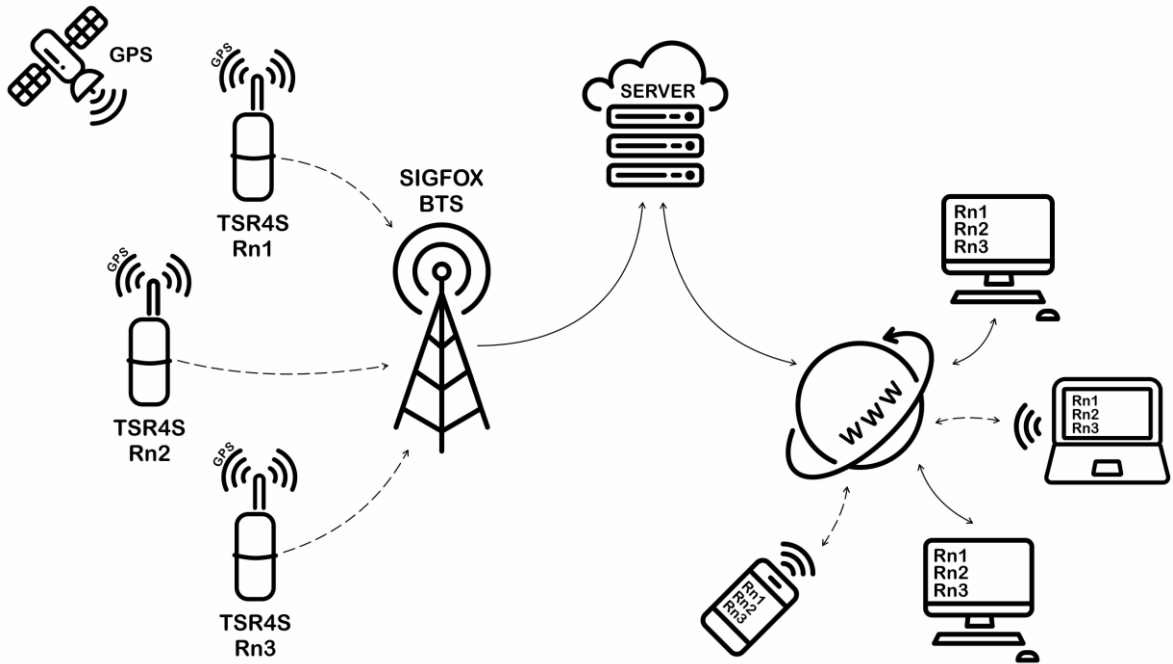 GPS
GPS
TSR4S
Rn1
GPS
TSR4S
Rn2
GPS
TSR4S
Rn3
SIGFOX
BTS
SERVER
WWW
Rn1
Rn2
Rn3
Rn1
Rn2
Rn3
Rn1
Rn2
Rn3
Rn1
Rn2
Rn3